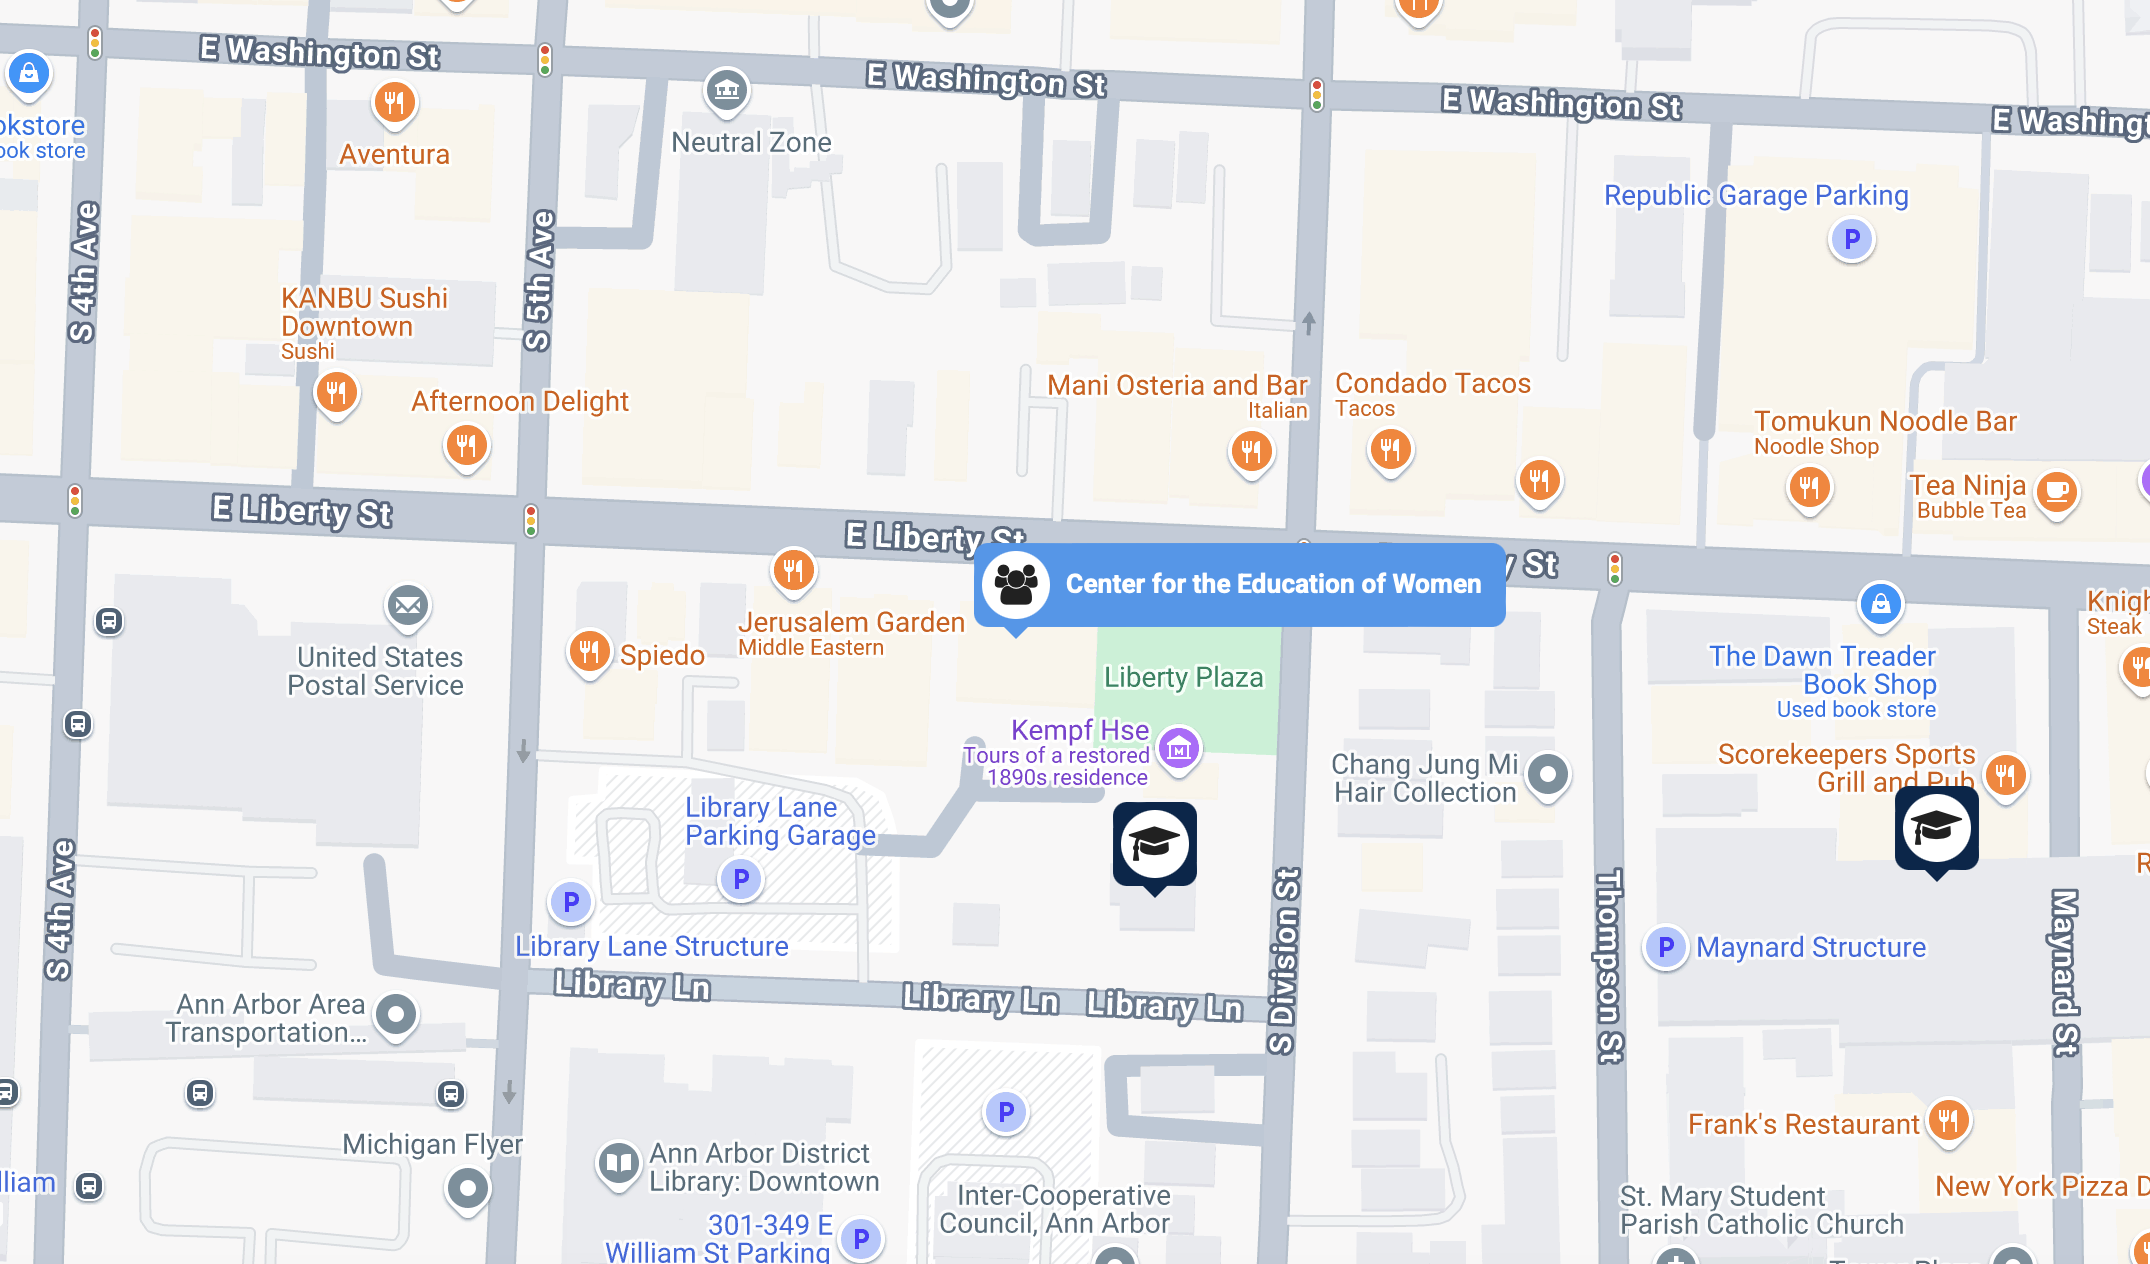 E Washington St
E Washington St
E Washington St
E Washingt
okstore
ook store
Aventura
Neutral Zone
Republic Garage Parking
P
S 4th Ave
S 5th Ave
KANBU Sushi
Downtown
Sushi
Afternoon Delight
Mani Osteria and Bar
Italian
Condado Tacos
Tacos
Tomukun Noodle Bar
Noodle Shop
Tea Ninja
Bubble Tea
E Liberty St
E Liberty St
y St
Center for the Education of Women
Jerusalem Garden
Middle Eastern
Spiedo
United States
Postal Service
Liberty Plaza
Kempf Hse
Tours of a restored
1890s residence
M
The Dawn Treader
Book Shop
Used book store
Knigh
Steak
Scorekeepers Sports
Grill and Pub
Chang Jung Mi
Hair Collection
Library Lane
Parking Garage
P
P
Library Lane Structure
P
Maynard Structure
R
S 4th Ave
S Division St
Thompson St
Maynard St
Library Ln
Library Ln
Library Ln
Ann Arbor Area
Transportation...
Michigan Flyer
lliam
P
Ann Arbor District
Library: Downtown
301-349 E
William St Parking
P
Inter-Cooperative
Council, Ann Arbor
Frank's Restaurant
New York Pizza D
St. Mary Student
Parish Catholic Church